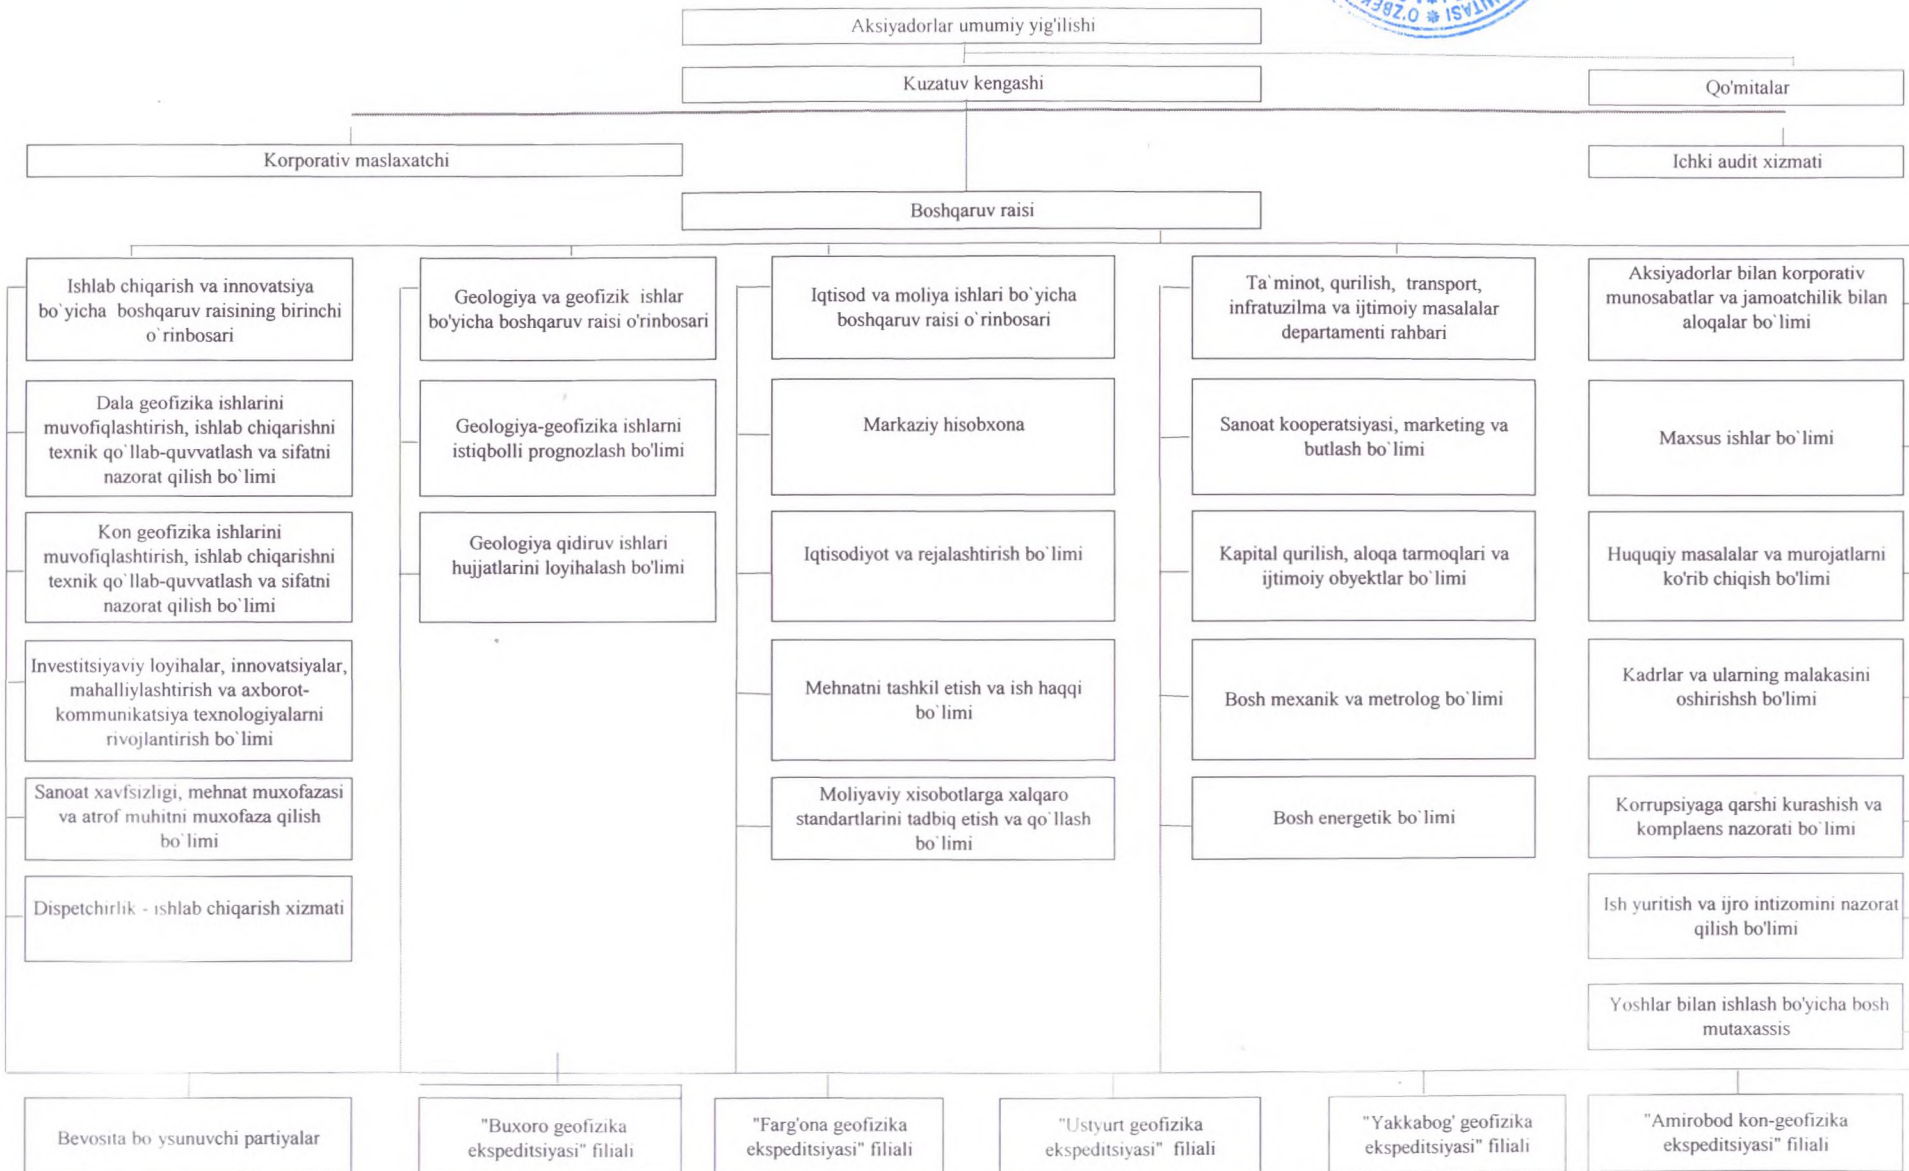 Aksiyadorlar umumiy yig'ilishi
Kuzatuv kengashi
Qo'mitalar
Korporativ maslaxatchi
Ichki audit xizmati
Boshqaruv raisi
Ishlab chiqarish va innovatsiya
bo`yicha boshqaruv raisining birinchi
o`rinbosari
Dala geofizika ishlarini
muvofiqlashtirish, ishlab chiqarishni
texnik qo`llab-quvvatlash va sifatni
nazorat qilish bo`limi
Kon geofizika ishlarini
muvofiqlashtirish, ishlab chiqarishni
texnik qo`llab-quvvatlash va sifatni
nazorat qilish bo`limi
Investitsiyaviy loyihalar, innovatsiyalar,
mahalliylashtirish va axborot-
kommunikatsiya texnologiyalarni
rivojlantirish bo`limi
Sanoat xavfsizligi, mehnat muxofazasi
va atrof muhitni muxofaza qilish
bo`limi
Dispetchirlik - ishlab chiqarish xizmati
Geologiya va geofizik ishlar
bo'yicha boshqaruv raisi o'rinbosari
Geologiya-geofizika ishlarni
istiqbolli prognozlash bo'limi
Geologiya qidiruv ishlari
hujjatlarini loyihalash bo'limi
Iqtisod va moliya ishlari bo`yicha
boshqaruv raisi o`rinbosari
Markaziy hisobxona
Iqtisodiyot va rejalashtirish bo`limi
Mehnatni tashkil etish va ish haqqi
bo`limi
Moliyaviy xisobotlarga xalqaro
standartlarini tadbiq etish va qo`llash
bo`limi
Ta`minot, qurilish, transport,
infratuzilma va ijtimoiy masalalar
departamenti rahbari
Sanoat kooperatsiyasi, marketing va
butlash bo`limi
Kapital qurilish, aloqa tarmoqlari va
ijtimoiy obyektlar bo`limi
Bosh mexanik va metrolog bo`limi
Bosh energetik bo`limi
Aksiyadorlar bilan korporativ
munosabatlar va jamoatchilik bilan
aloqalar bo`limi
Maxsus ishlar bo`limi
Huquqiy masalalar va murojatlarni
ko'rib chiqish bo'limi
Kadrlar va ularning malakasini
oshirishsh bo'limi
Korrupsiyaga qarshi kurashish va
komplaens nazorati bo`limi
Ish yuritish va ijro intizomini nazorat
qilish bo'limi
Yoshlar bilan ishlash bo'yicha bosh
mutaxassis
Bevosita bo ysunuvchi partiyalar
"Buxoro geofizika
ekspeditsiyasi" filiali
"Farg'ona geofizika
ekspeditsiyasi" filiali
"Ustyurt geofizika
ekspeditsiyasi" filiali
"Yakkabog' geofizika
ekspeditsiyasi" filiali
"Amirobod kon-geofizika
ekspeditsiyasi" filiali